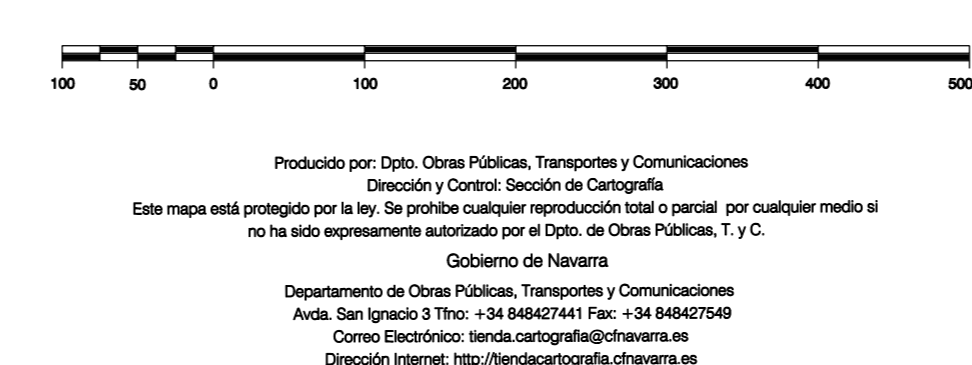 100 50 0 100 200 300 400 500
Producido por: Dpto. Obras Públicas, Transportes y Comunicaciones
Dirección y Control: Sección de Cartografía
Este mapa está protegido por la ley. Se prohibe cualquier reproducción total o parcial por cualquier medio si
no ha sido expresamente autorizado por el Dpto. de Obras Públicas, T. y C.
Gobierno de Navarra
Departamento de Obras Públicas, Transportes y Comunicaciones
Avda. San Ignacio 3 Tfno: +34 848427441 Fax: +34 848427549
Correo Electrónico: tienda.cartografia@cfnavarra.es
Dirección Internet: http://tiendacartografia.cfnavarra.es